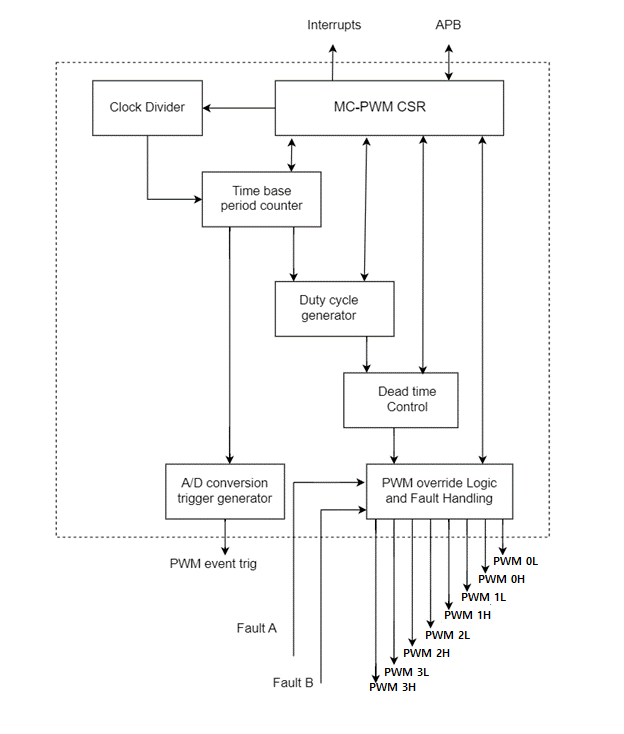 Interrupts
APB
Clock Divider
MC-PWM CSR
Time base
period counter
Duty cycle
generator
Dead time
Control
A/D conversion
trigger generator
PWM override Logic
and Fault Handling
PWM event trig
PWM 0L
PWM 0H
PWM 1L
PWM 1H
Fault A
PWM 2L
PWM 2H
PWM 3L
Fault B
PWM 3H